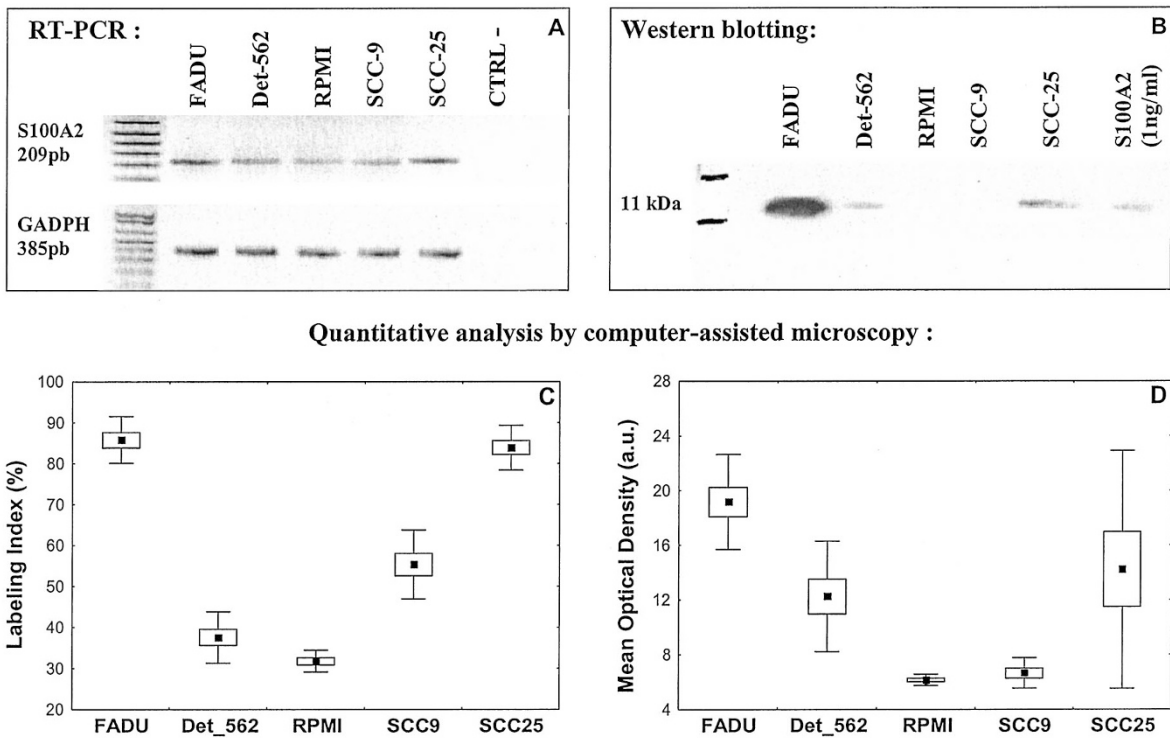 RT-PCR :
A
FADU
Det-562
RPMI
SCC-9
SCC-25
CTRL -
S100A2
209pb
GADPH
385pb
Western blotting:
B
FADU
Det-562
RPMI
SCC-9
SCC-25
S100A2
(1ng/ml)
11 kDa
Quantitative analysis by computer-assisted microscopy :
C
Labeling Index (%)
100
90
80
70
60
50
40
30
20
FADU
Det_562
RPMI
SCC9
SCC25
D
Mean Optical Density (a.u.)
28
24
20
16
12
8
4
FADU
Det_562
RPMI
SCC9
SCC25